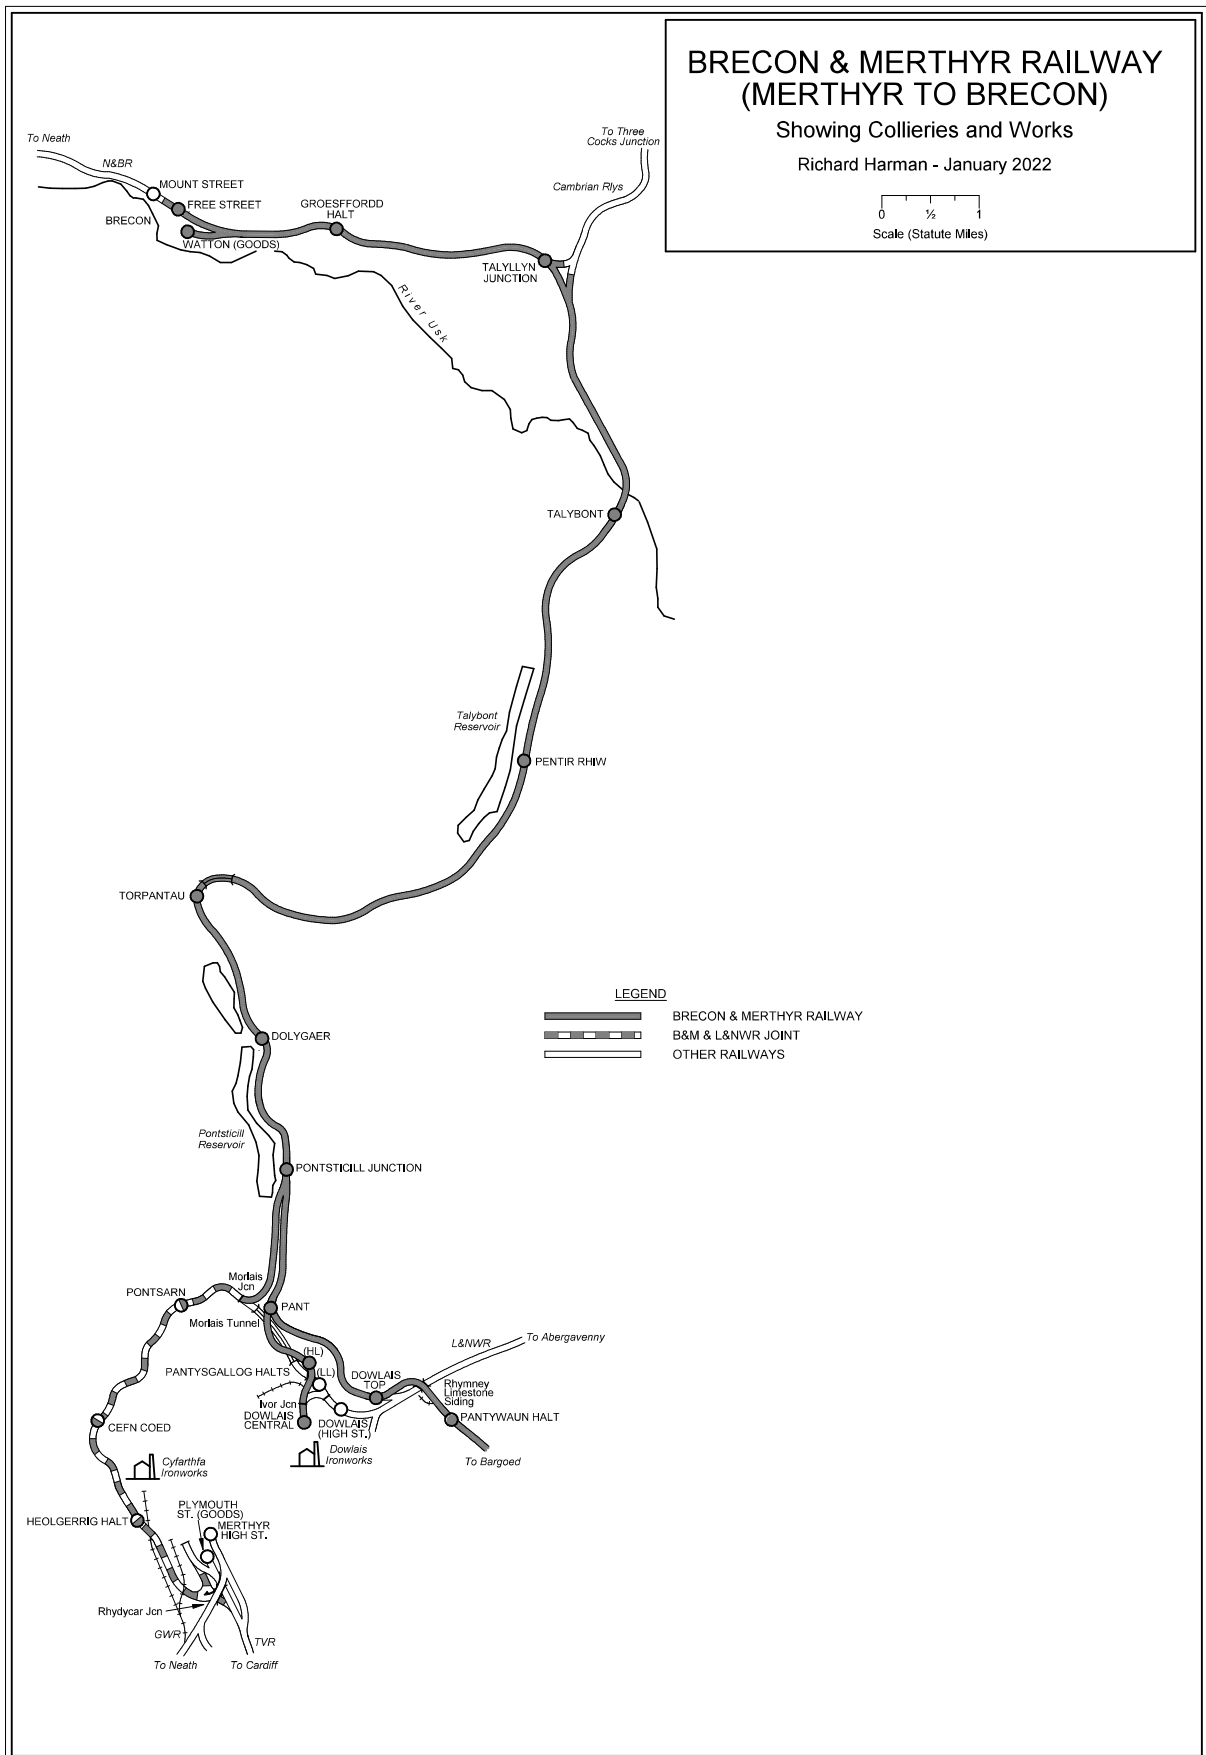 BRECON & MERTHYR RAILWAY
(MERTHYR TO BRECON)
Showing Collieries and Works
Richard Harman - January 2022
0 ½ 1
Scale (Statute Miles)
To Neath
N&BR
MOUNT STREET
FREE STREET
BRECON
WATTON (GOODS)
GROESFFORDD
HALT
To Three
Cocks Junction
Cambrian Rlys
TALYLLYN
JUNCTION
River Usk
TALYBONT
Talybont
Reservoir
PENTIR RHIW
TORPANTAU
LEGEND
BRECON & MERTHYR RAILWAY
B&M & L&NWR JOINT
OTHER RAILWAYS
DOLYGAER
Pontsticill
Reservoir
PONTSTICILL JUNCTION
Morlais
Jcn
PONTSARN
PANT
Morlais Tunnel
L&NWR
To Abergavenny
(HL)
PANTYSGALLOG HALTS
(LL)
DOWLAIS
TOP
Rhymney
Limestone
Siding
Ivor Jcn
DOWLAIS
CENTRAL
DOWLAIS
(HIGH ST.)
PANTYWAUN HALT
CEFN COED
Dowlais
Ironworks
To Bargoed
Cyfarthfa
Ironworks
PLYMOUTH
ST. (GOODS)
HEOLGERRIG HALT
MERTHYR
HIGH ST.
Rhydycar Jcn
GWR
TVR
To Neath
To Cardiff